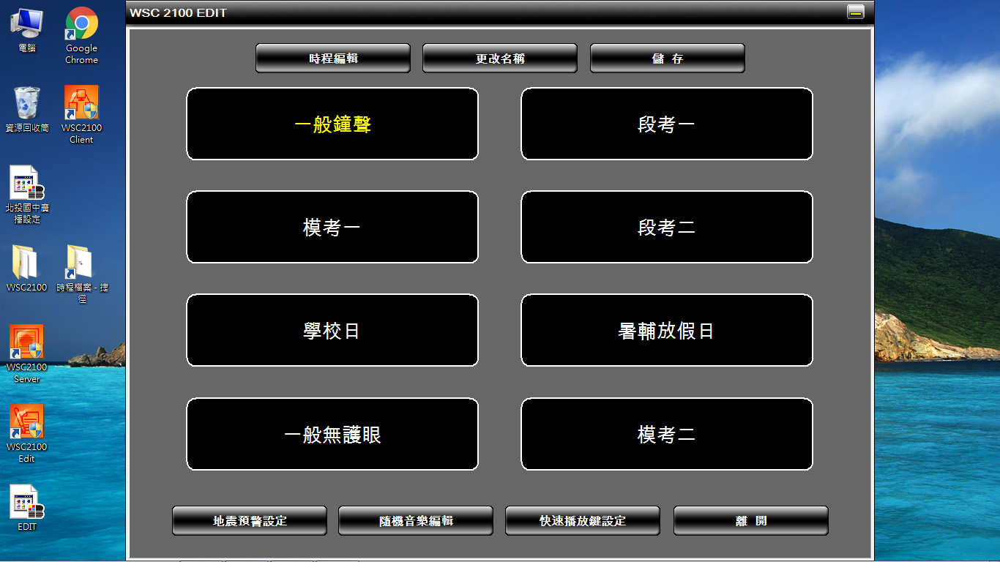 WSC 2100 EDIT
時程編輯
更改名稱
儲 存
一般鐘聲
段考一
模考一
段考二
學校日
暑輔放假日
一般無護眼
模考二
地震預警設定
隨機音樂編輯
快速播放鍵設定
離 開
電腦
Google
Chrome
資源回收筒
WSC2100
Client
北投國中廣
播設定
WSC2100
時程檔案 - 捷
徑
WSC2100
Server
WSC2100
Edit
EDIT